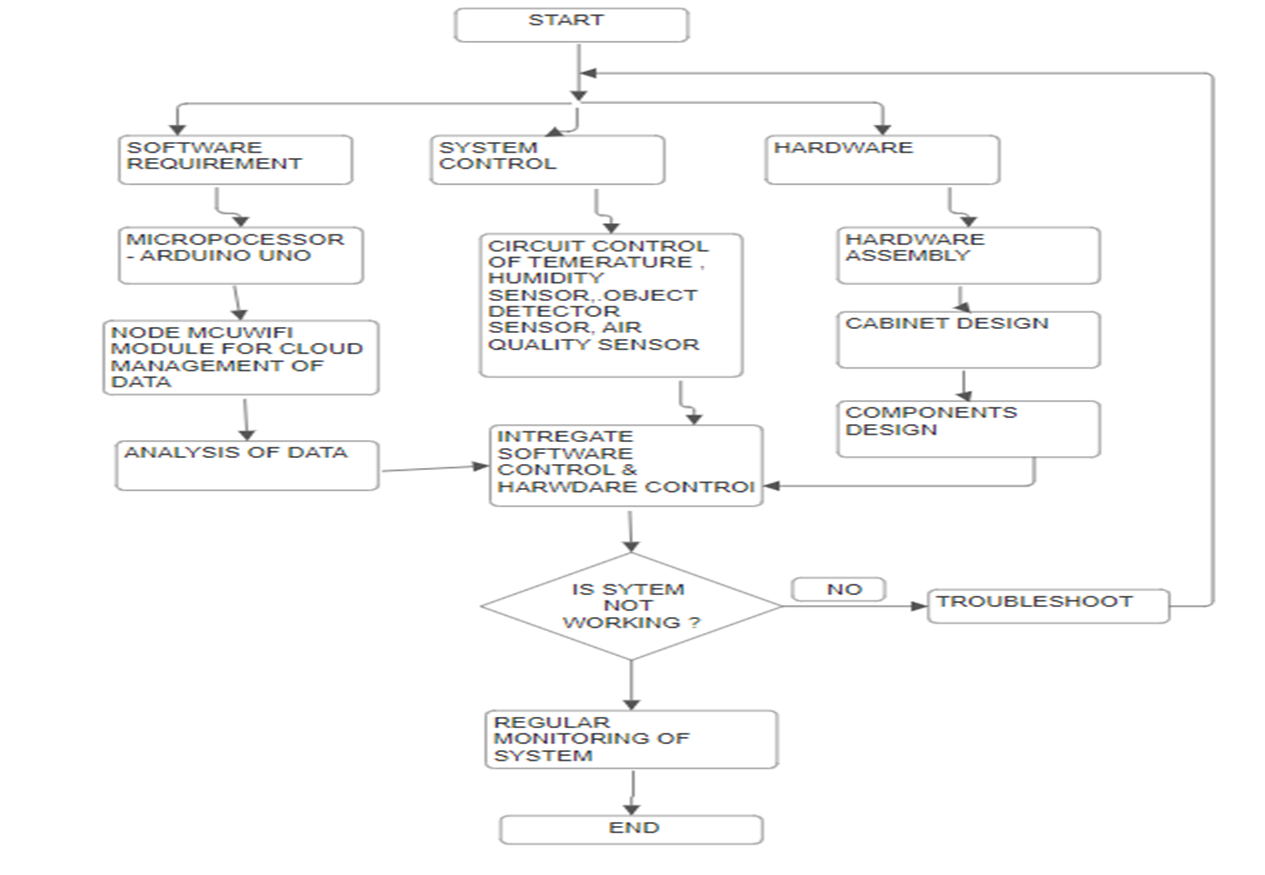 START
SOFTWARE
REQUIREMENT
SYSTEM
CONTROL
HARDWARE
MICROPOCESSOR
- ARDUINO UNO
CIRCUIT CONTROL
OF TEMERATURE ,
HUMIDITY
SENSOR,.OBJECT
DETECTOR
SENSOR, AIR
QUALITY SENSOR
HARDWARE
ASSEMBLY
NODE MCUWIFI
MODULE FOR CLOUD
MANAGEMENT OF
DATA
CABINET DESIGN
COMPONENTS
DESIGN
ANALYSIS OF DATA
INTREGATE
SOFTWARE
CONTROL &
HARWDARE CONTROl
IS SYTEM
NOT
WORKING ?
NO
TROUBLESHOOT
REGULAR
MONITORING OF
SYSTEM
END